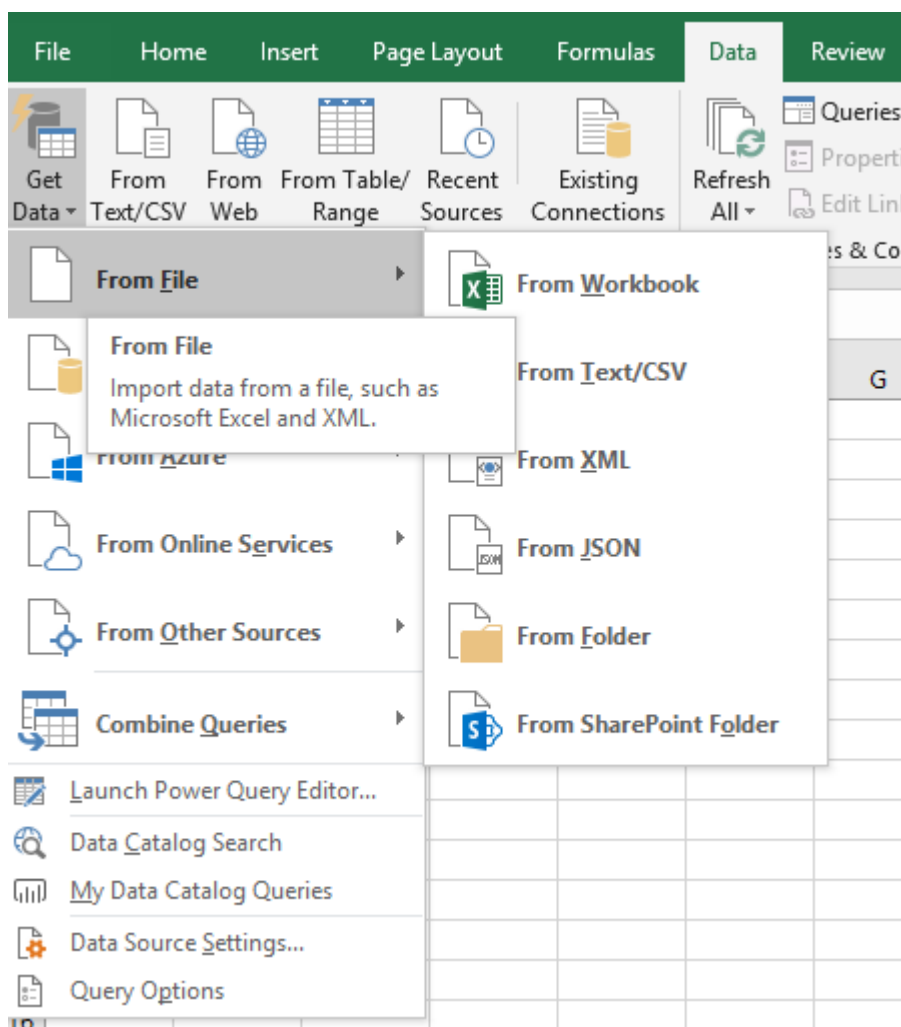 File Home Insert Page Layout Formulas Data Review
Get Data
From Text/CSV
From Web
From Table/ Range
Recent Sources
Existing Connections
Refresh All
Queries
Edit
From File
From File
Import data from a file, such as
Microsoft Excel and XML.
From Azure
From Online Services
From Other Sources
Combine Queries
Launch Power Query Editor...
Data Catalog Search
My Data Catalog Queries
Data Source Settings...
Query Options
From Workbook
From Text/CSV
From XML
JSON
From JSON
From Folder
S
From SharePoint Folder
G